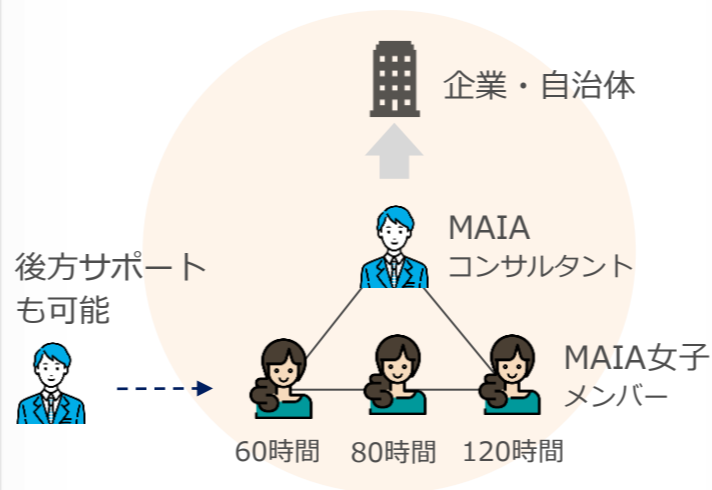 企業・自治体
MAIA
コンサルタント
後方サポート
も可能
MAIA女子
メンバー
60時間
80時間
120時間